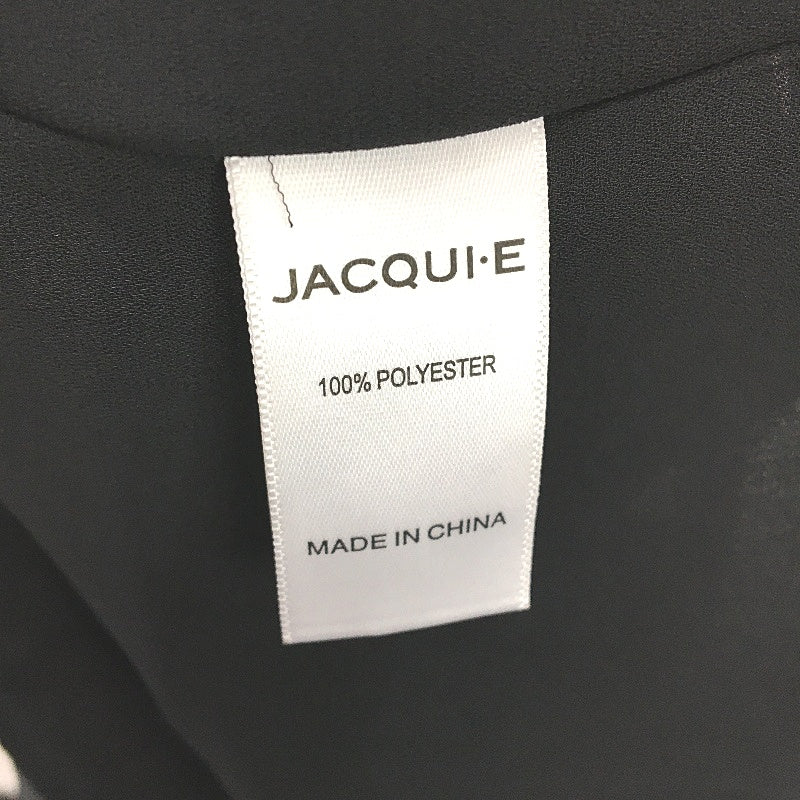 JACQUI·E
100% POLYESTER
MADE IN CHINA